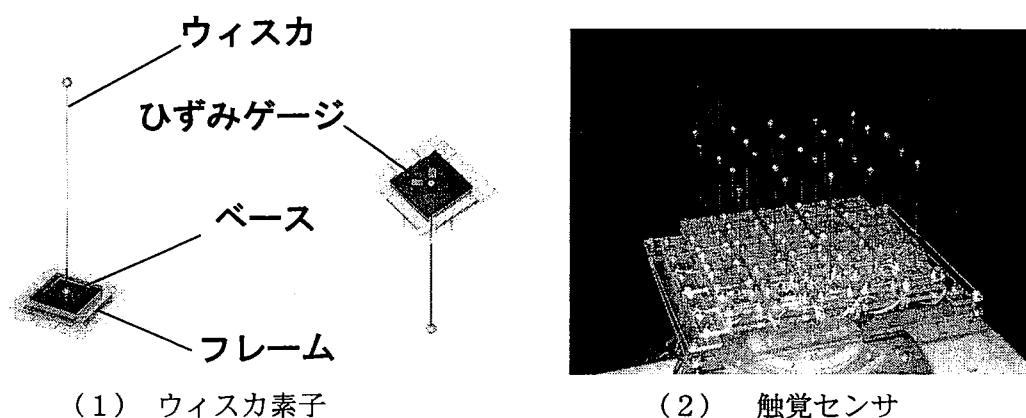 ウィスカ
ひずみゲージ
ベース
フレーム
(1) ウィスカ素子
(2) 触覚センサ